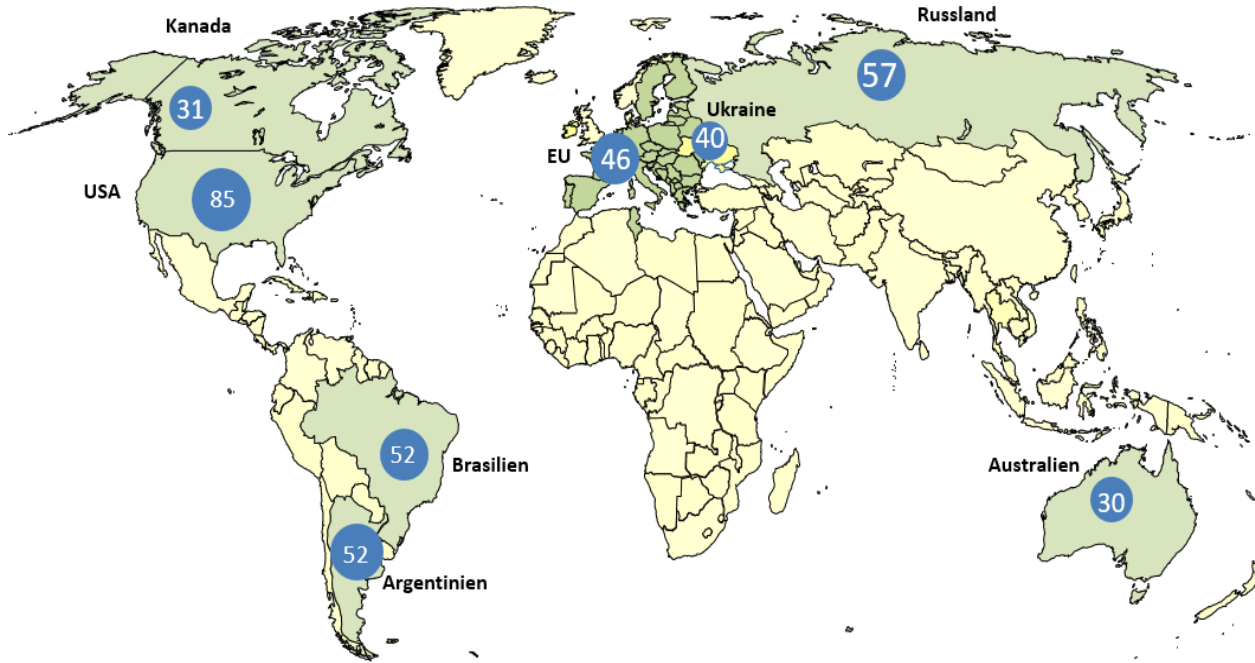 Kanada
Russland
57
31
Ukraine
40
EU
46
USA
85
52
Brasilien
Australien
30
52
Argentinien